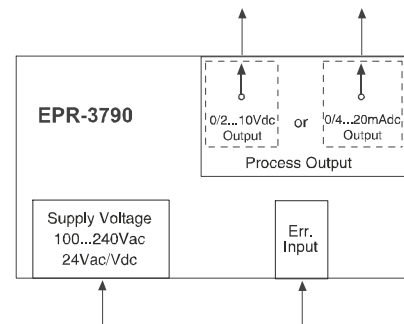 EPR-3790
0/2...10Vdc
Output
or
0/4...20mAdc
Output
Process Output
Supply Voltage
100...240Vac
24Vac/Vdc
Err.
Input